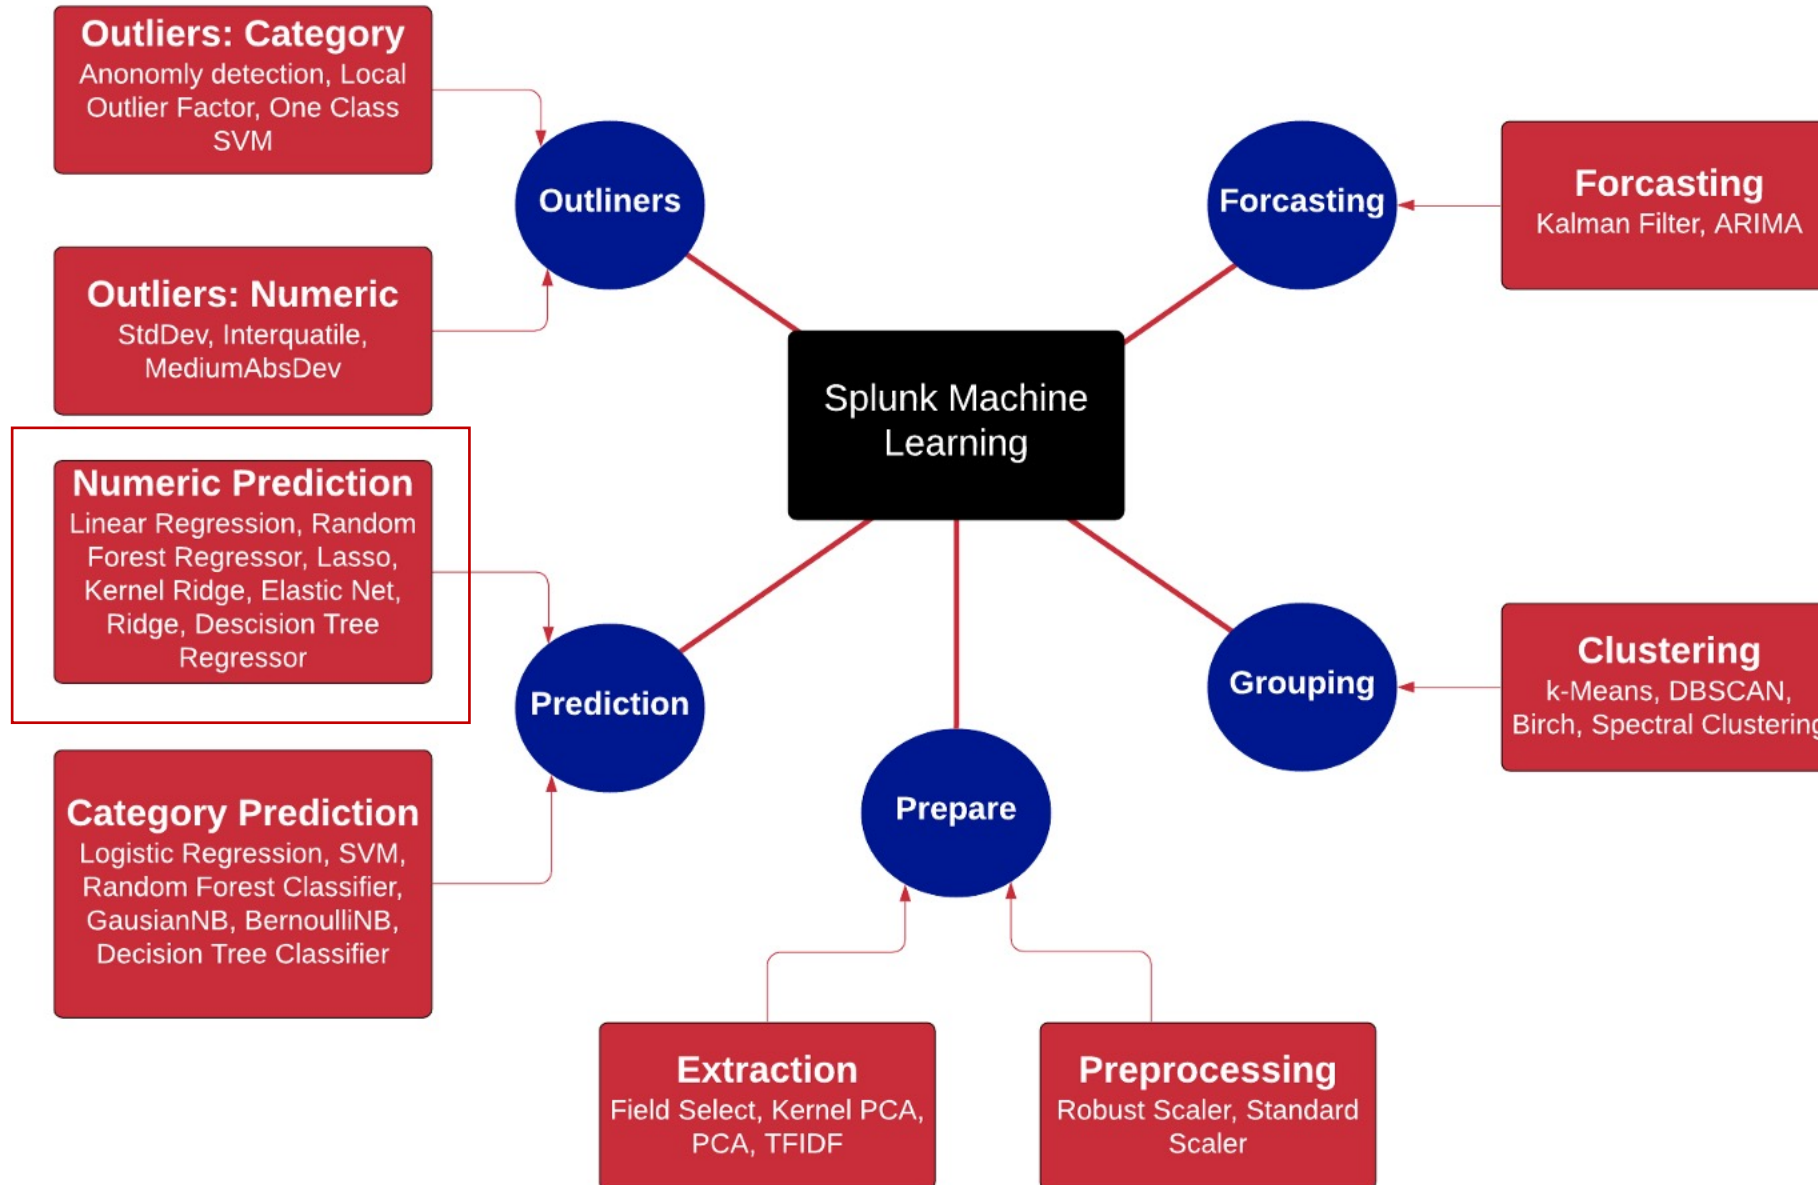 Outliers: Category
Anonomly detection, Local
Outlier Factor, One Class
SVM
Outliners
Forcasting
Forcasting
Kalman Filter, ARIMA
Outliers: Numeric
StdDev, Interquatile,
MediumAbsDev
Splunk Machine
Learning
Numeric Prediction
Linear Regression, Random
Forest Regressor, Lasso,
Kernel Ridge, Elastic Net,
Ridge, Descision Tree
Regressor
Prediction
Grouping
Clustering
k-Means, DBSCAN,
Birch, Spectral Clustering
Category Prediction
Logistic Regression, SVM,
Random Forest Classifier,
GausianNB, BernoulliNB,
Decision Tree Classifier
Prepare
Extraction
Field Select, Kernel PCA,
PCA, TFIDF
Preprocessing
Robust Scaler, Standard
Scaler